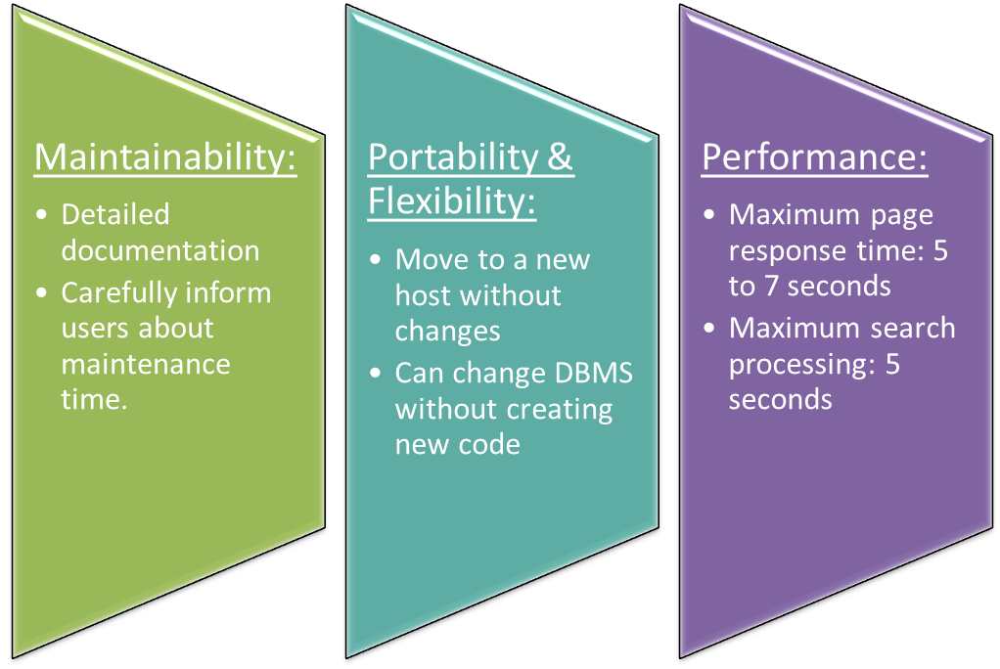 Maintainability:
• Detailed
documentation
• Carefully inform
users about
maintenance
time.
Portability &
Flexibility:
• Move to a new
host without
changes
• Can change DBMS
without creating
new code
Performance:
• Maximum page
response time: 5
to 7 seconds
• Maximum search
processing: 5
seconds